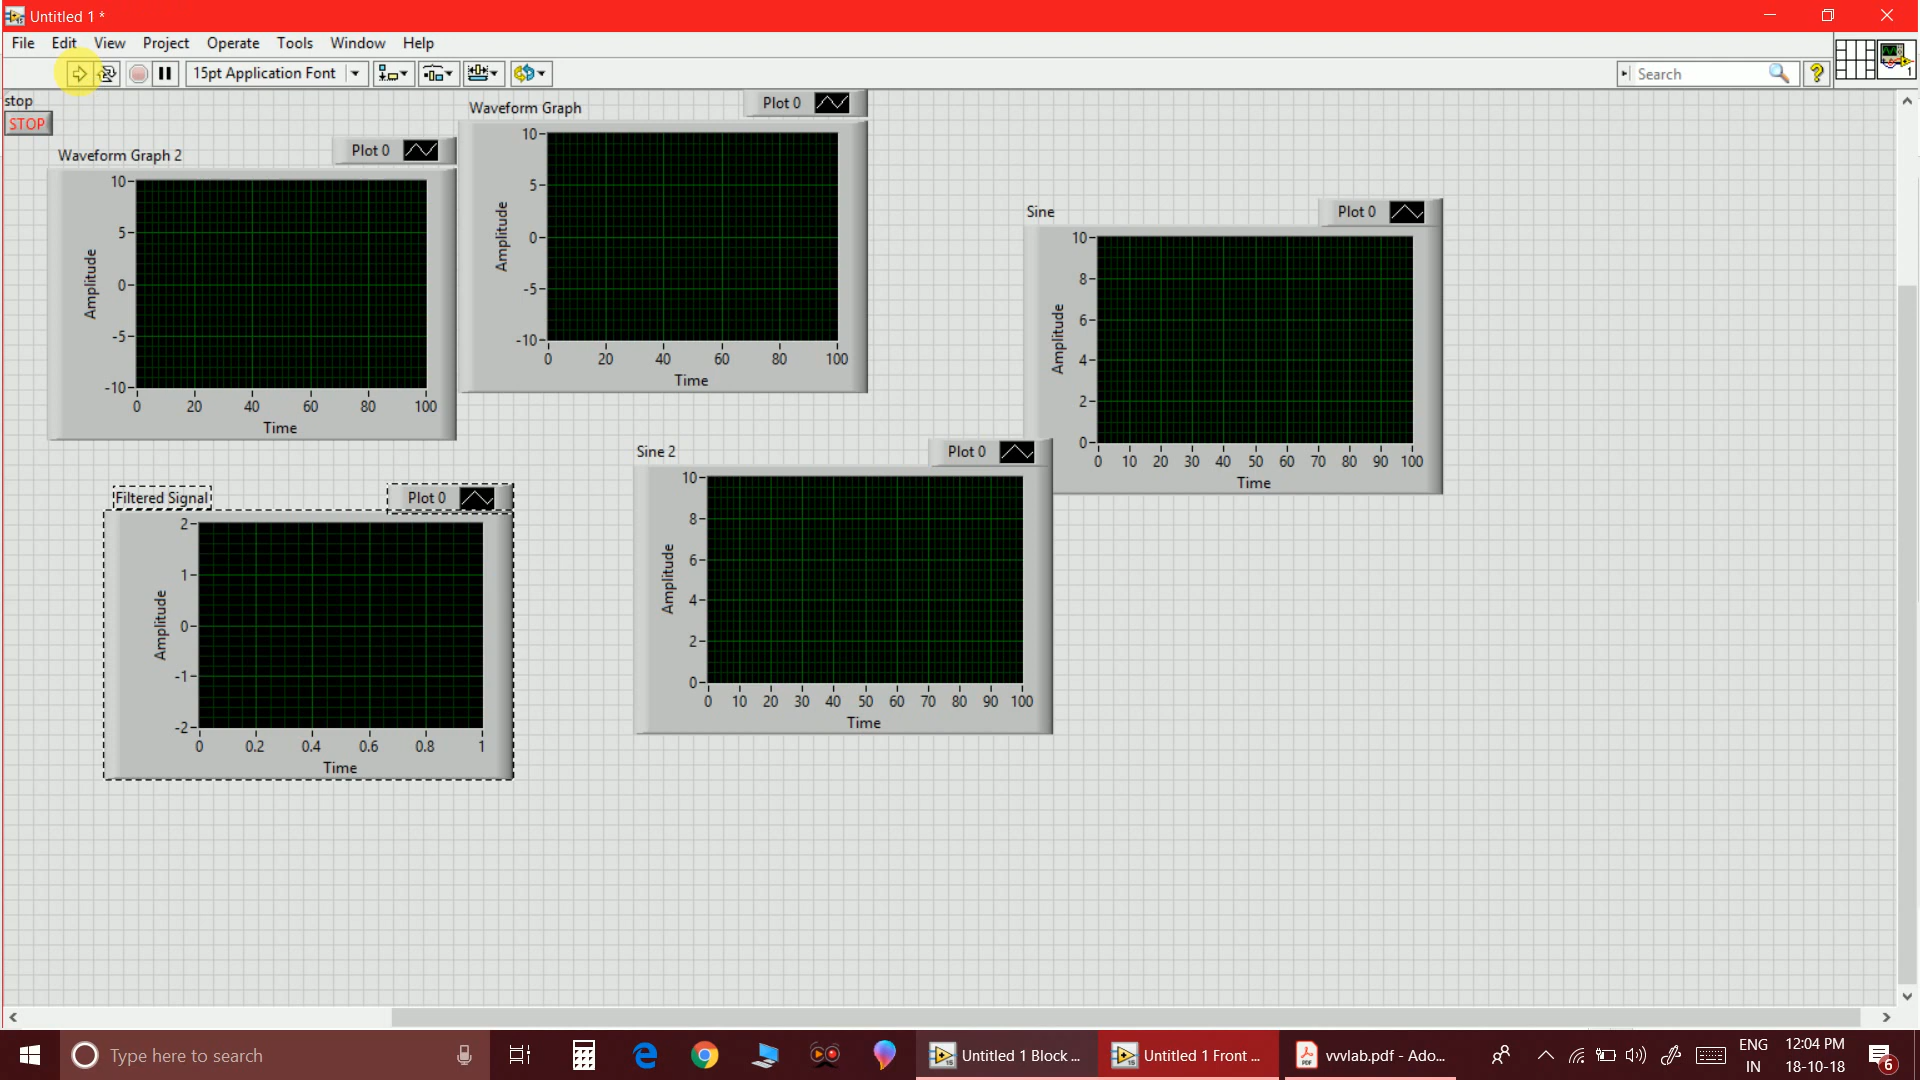 Untitled 1 *
File Edit View Project Operate Tools Window Help
15pt Application Font
Search
?
1
stop
STOP
Waveform Graph 2
Plot 0
10
5
0
-5
-10
0 20 40 60 80 100
Amplitude
Time
Waveform Graph
Plot 0
10
5
0
-5
-10
0 20 40 60 80 100
Amplitude
Time
Sine
Plot 0
10
8
6
4
2
0
0 10 20 30 40 50 60 70 80 90 100
Amplitude
Time
Filtered Signal
Plot 0
2
1
0
-1
-2
0 0.2 0.4 0.6 0.8 1
Amplitude
Time
Sine 2
Plot 0
10
8
6
4
2
0
0 10 20 30 40 50 60 70 80 90 100
Amplitude
Time
Type here to search
Untitled 1 Block ...
Untitled 1 Front ...
vvvlab.pdf - Ado...
ENG
IN
12:04 PM
18-10-18
6